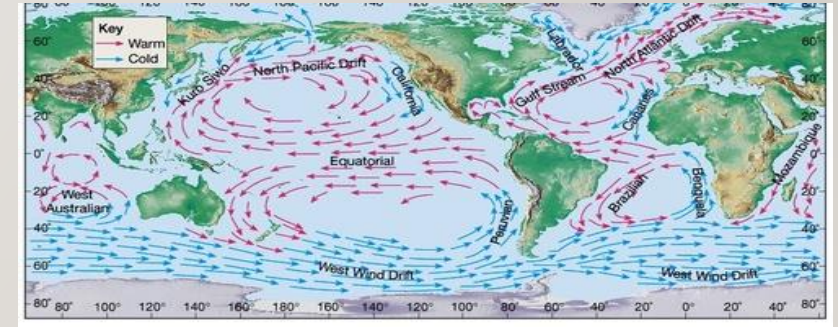 Key
Warm
Cold
60°
60°
Labrador
North Atlantic Drift
Kuro Siwo
North Pacific Drift
California
Gulf Stream
40°
40°
Canaries
20°
20°
0°
Equatorial
Mozambique
0°
20°
West
Australian
Peruvian
Brazilian
Benguela
20°
40°
40°
60°
West Wind Drift
West Wind Drift
60°
80°
80° 100° 120° 140° 160° 180° 160° 140° 120° 100° 80° 60° 40° 20° 0° 20° 40° 60°
80°